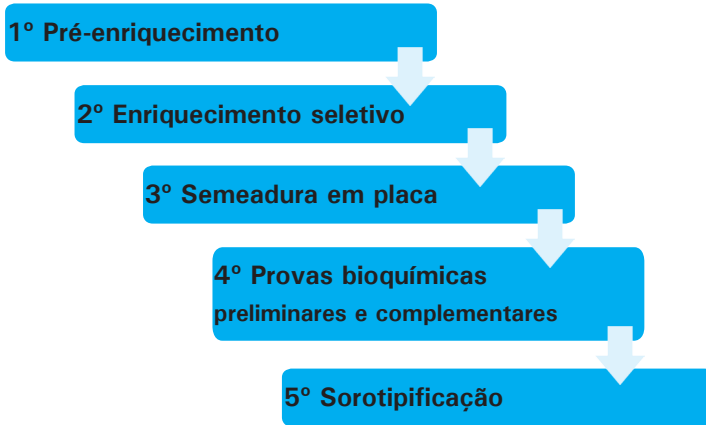 1º Pré-enriquecimento
2º Enriquecimento seletivo
3º Semeadura em placa
4º Provas bioquímicas
preliminares e complementares
5º Sorotipificação